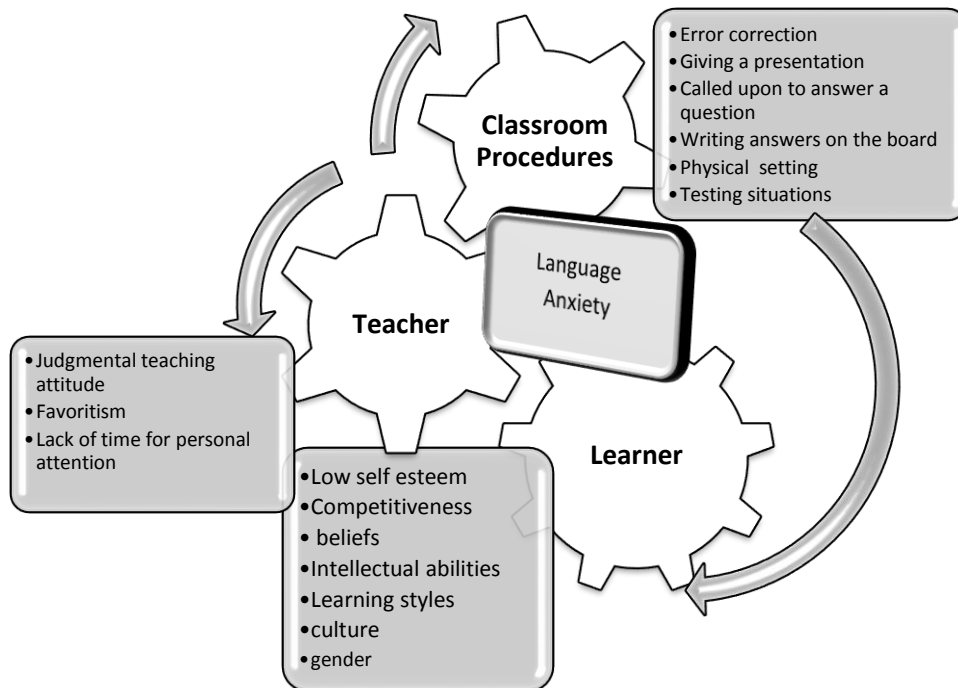 •Error correction
•Giving a presentation
•Called upon to answer a
question
•Writing answers on the board
•Physical setting
•Testing situations
Classroom
Procedures
Language
Anxiety
Teacher
•Judgmental teaching
attitude
•Favoritism
•Lack of time for personal
attention
Learner
•Low self esteem
•Competitiveness
• beliefs
•Intellectual abilities
•Learning styles
•culture
•gender